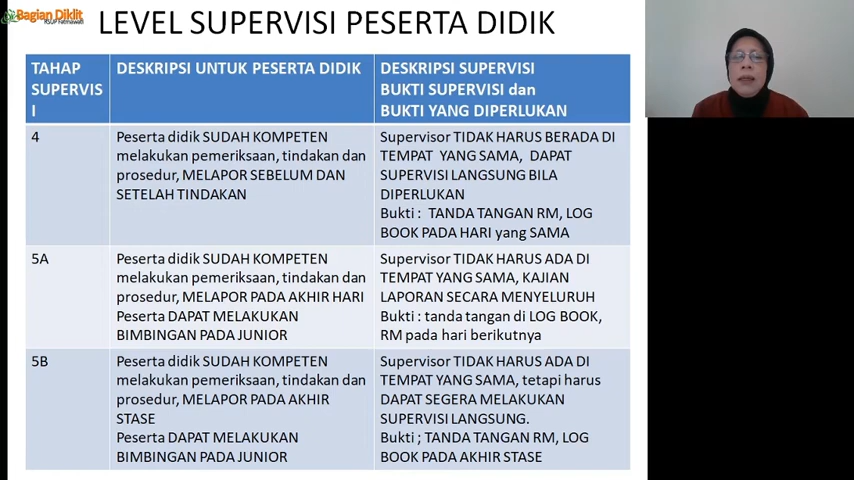 Bagian Diklit
RSUP Fatmawati
LEVEL SUPERVISI PESERTA DIDIK
TAHAP
SUPERVIS
I
DESKRIPSI UNTUK PESERTA DIDIK
DESKRIPSI SUPERVISI
BUKTI SUPERVISI dan
BUKTI YANG DIPERLUKAN
4
Peserta didik SUDAH KOMPETEN
melakukan pemeriksaan, tindakan dan
prosedur, MELAPOR SEBELUM DAN
SETELAH TINDAKAN
Supervisor TIDAK HARUS BERADA DI
TEMPAT YANG SAMA, DAPAT
SUPERVISI LANGSUNG BILA
DIPERLUKAN
Bukti : TANDA TANGAN RM, LOG
BOOK PADA HARI yang SAMA
5A
Peserta didik SUDAH KOMPETEN
melakukan pemeriksaan, tindakan dan
prosedur, MELAPOR PADA AKHIR HARI
Peserta DAPAT MELAKUKAN
BIMBINGAN PADA JUNIOR
Supervisor TIDAK HARUS ADA DI
TEMPAT YANG SAMA, KAJIAN
LAPORAN SECARA MENYELURUH
Bukti : tanda tangan di LOG BOOK,
RM pada hari berikutnya
5B
Peserta didik SUDAH KOMPETEN
melakukan pemeriksaan, tindakan dan
prosedur, MELAPOR PADA AKHIR
STASE
Peserta DAPAT MELAKUKAN
BIMBINGAN PADA JUNIOR
Supervisor TIDAK HARUS ADA DI
TEMPAT YANG SAMA, tetapi harus
DAPAT SEGERA MELAKUKAN
SUPERVISI LANGSUNG.
Bukti ; TANDA TANGAN RM, LOG
BOOK PADA AKHIR STASE